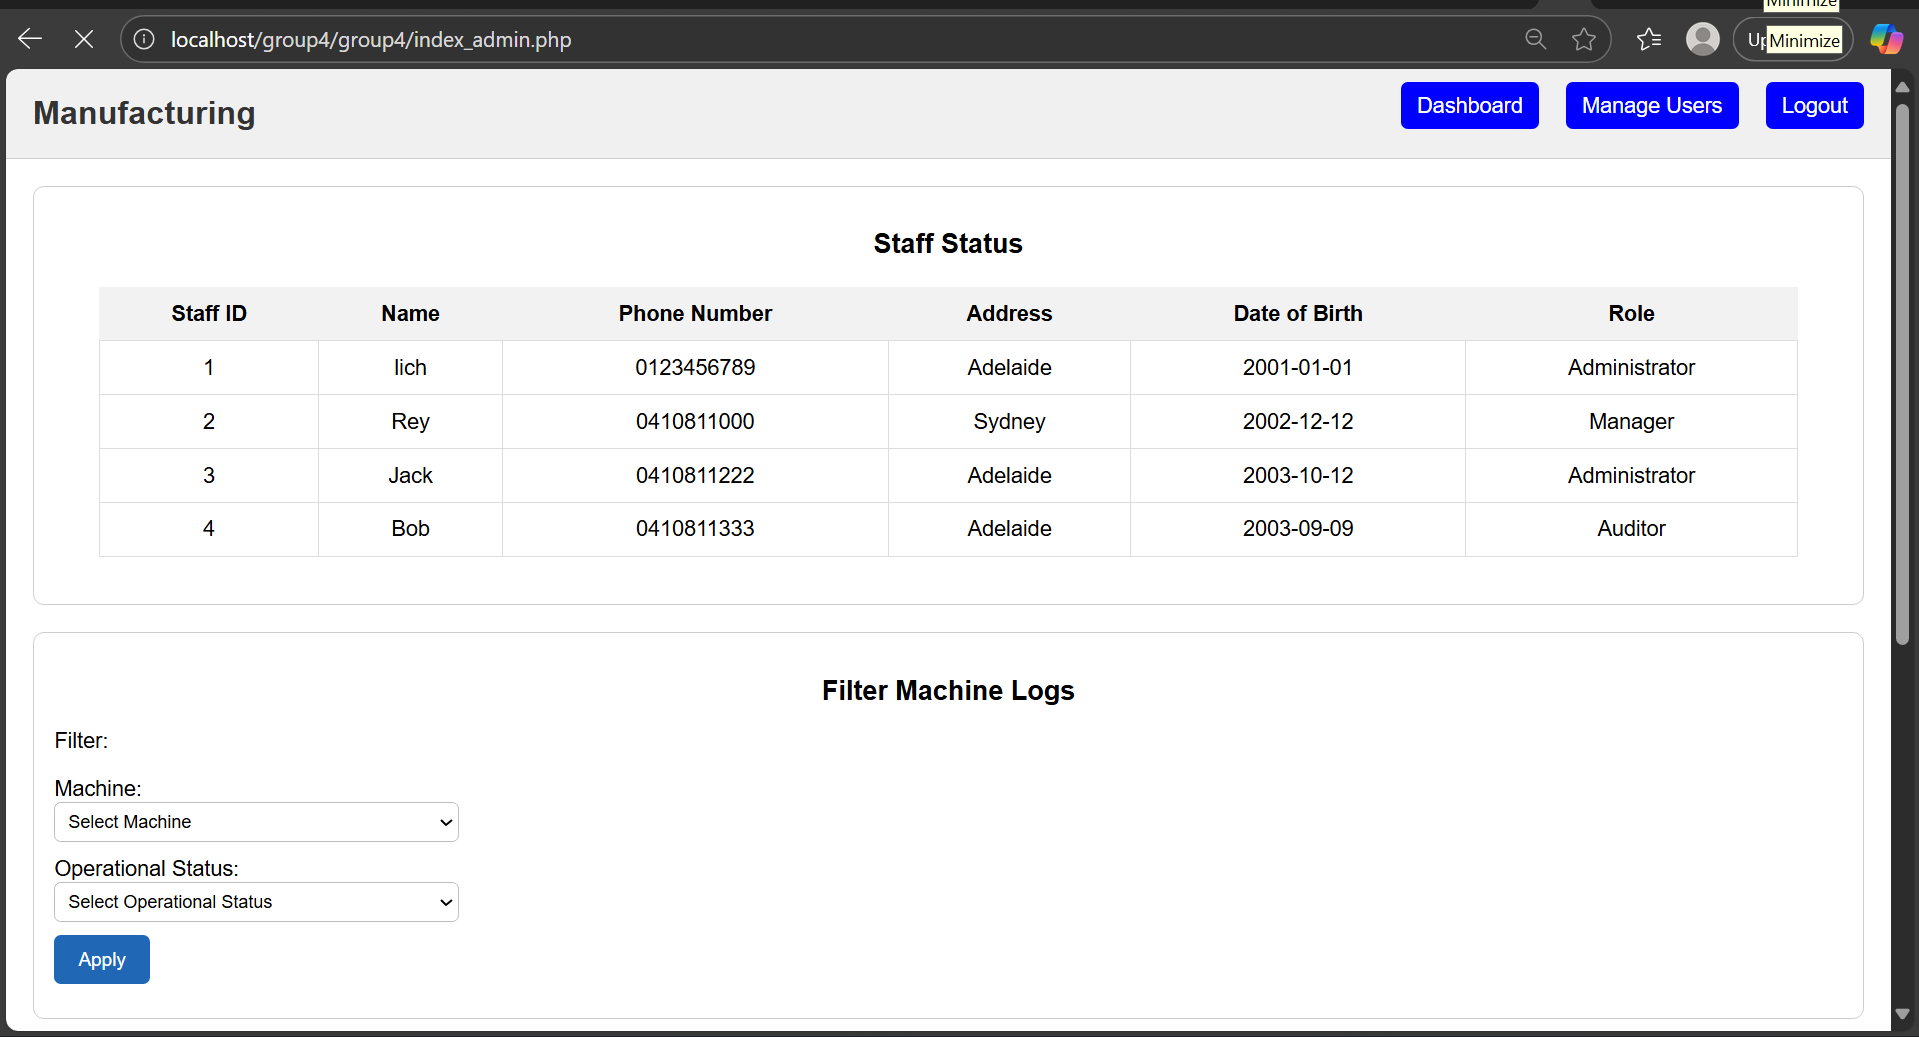 Minimize
localhost/group4/group4/index_admin.php
Up Minimize
Manufacturing
Dashboard Manage Users Logout
Staff Status
Staff ID Name Phone Number Address Date of Birth Role
1 lich 0123456789 Adelaide 2001-01-01 Administrator
2 Rey 0410811000 Sydney 2002-12-12 Manager
3 Jack 0410811222 Adelaide 2003-10-12 Administrator
4 Bob 0410811333 Adelaide 2003-09-09 Auditor
Filter Machine Logs
Filter:
Machine:
Select Machine
Operational Status:
Select Operational Status
Apply